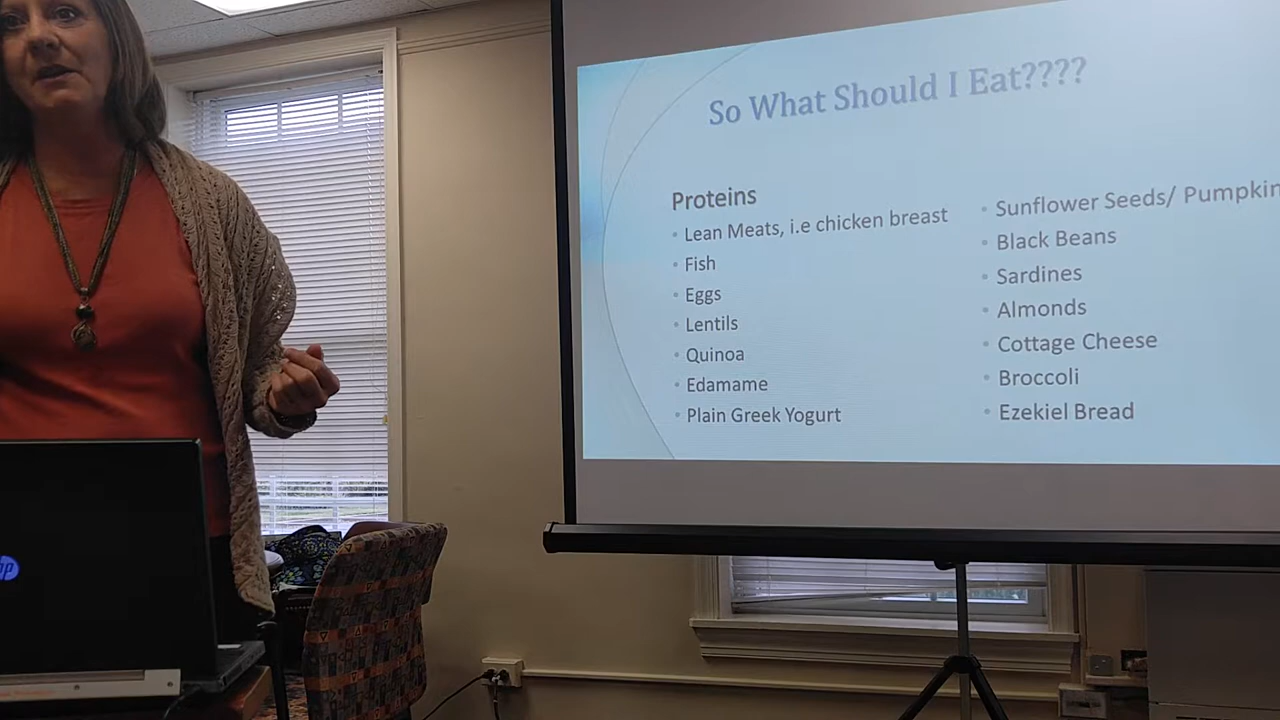 So What Should I Eat????
Proteins
Lean Meats, i.e chicken breast
Fish
Eggs
Lentils
Quinoa
Edamame
Plain Greek Yogurt
Sunflower Seeds/ Pumpkin
Black Beans
Sardines
Almonds
Cottage Cheese
Broccoli
Ezekiel Bread
hp